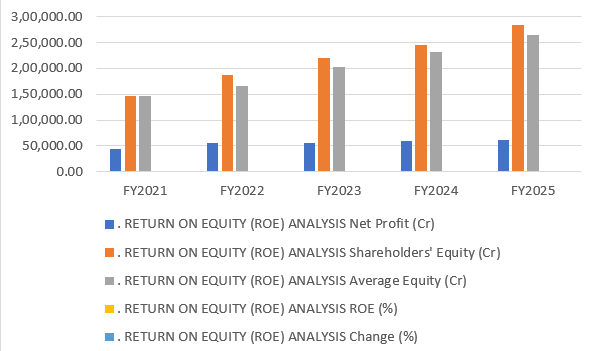 3,00,000.00
2,50,000.00
2,00,000.00
1,50,000.00
1,00,000.00
50,000.00
0.00
FY2021 FY2022 FY2023 FY2024 FY2025
. RETURN ON EQUITY (ROE) ANALYSIS Net Profit (Cr)
. RETURN ON EQUITY (ROE) ANALYSIS Shareholders' Equity (Cr)
. RETURN ON EQUITY (ROE) ANALYSIS Average Equity (Cr)
. RETURN ON EQUITY (ROE) ANALYSIS ROE (%)
. RETURN ON EQUITY (ROE) ANALYSIS Change (%)